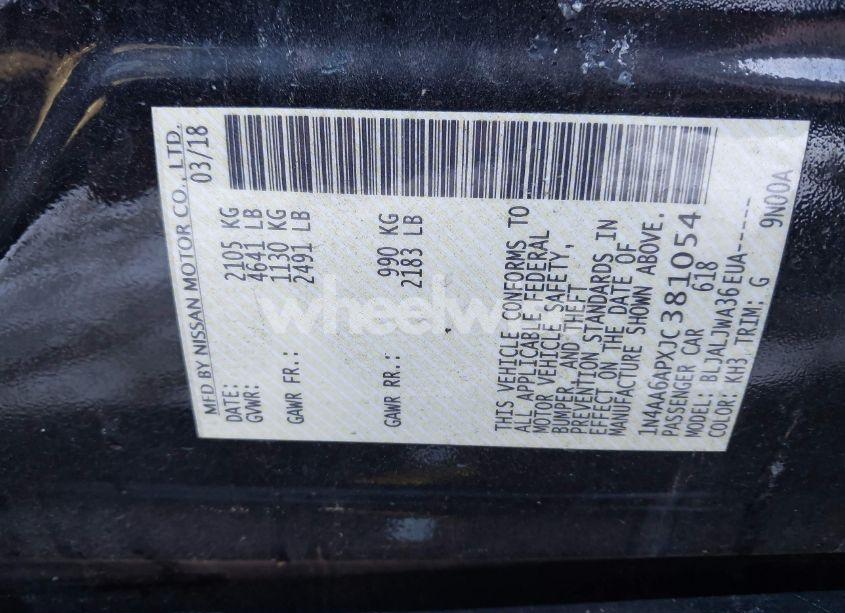 MFD BY NISSAN MOTOR CO., LTD.
DATE: 03/18
GVWR: 2105 KG
4641 LB
GAWR FR.: 1130 KG
2491 LB
GAWR RR.: 990 KG
2183 LB
THIS VEHICLE CONFORMS TO
ALL APPLICABLE FEDERAL
MOTOR VEHICLE SAFETY,
BUMPER, AND THEFT
PREVENTION STANDARDS IN
EFFECT ON THE DATE OF
MANUFACTURE SHOWN ABOVE.
1N4AA6APXJC381054
PASSENGER CAR 618
MODEL: BLJALJWA36EUA-----
COLOR: KH3 TRIM: G 9N00A